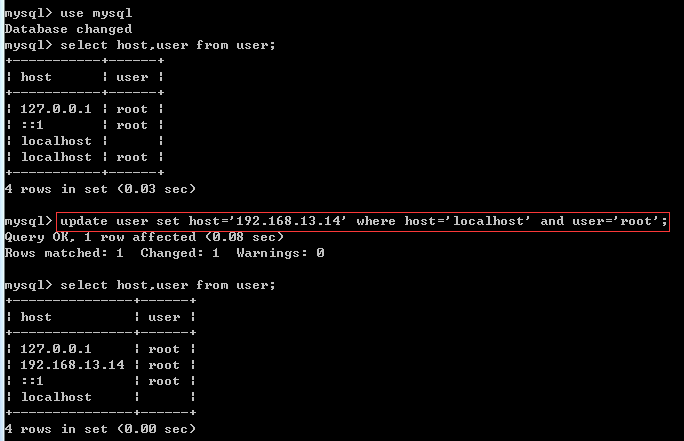 mysql> use mysql
Database changed
mysql> select host,user from user;
+-----------+------+
| host      | user |
+-----------+------+
| 127.0.0.1 | root |
| ::1       | root |
| localhost |      |
| localhost | root |
+-----------+------+
4 rows in set (0.03 sec)
mysql> update user set host='192.168.13.14' where host='localhost' and user='root';
Query OK, 1 row affected (0.08 sec)
Rows matched: 1  Changed: 1  Warnings: 0
mysql> select host,user from user;
+---------------+------+
| host          | user |
+---------------+------+
| 127.0.0.1     | root |
| 192.168.13.14 | root |
| ::1           | root |
| localhost     |      |
+---------------+------+
4 rows in set (0.00 sec)